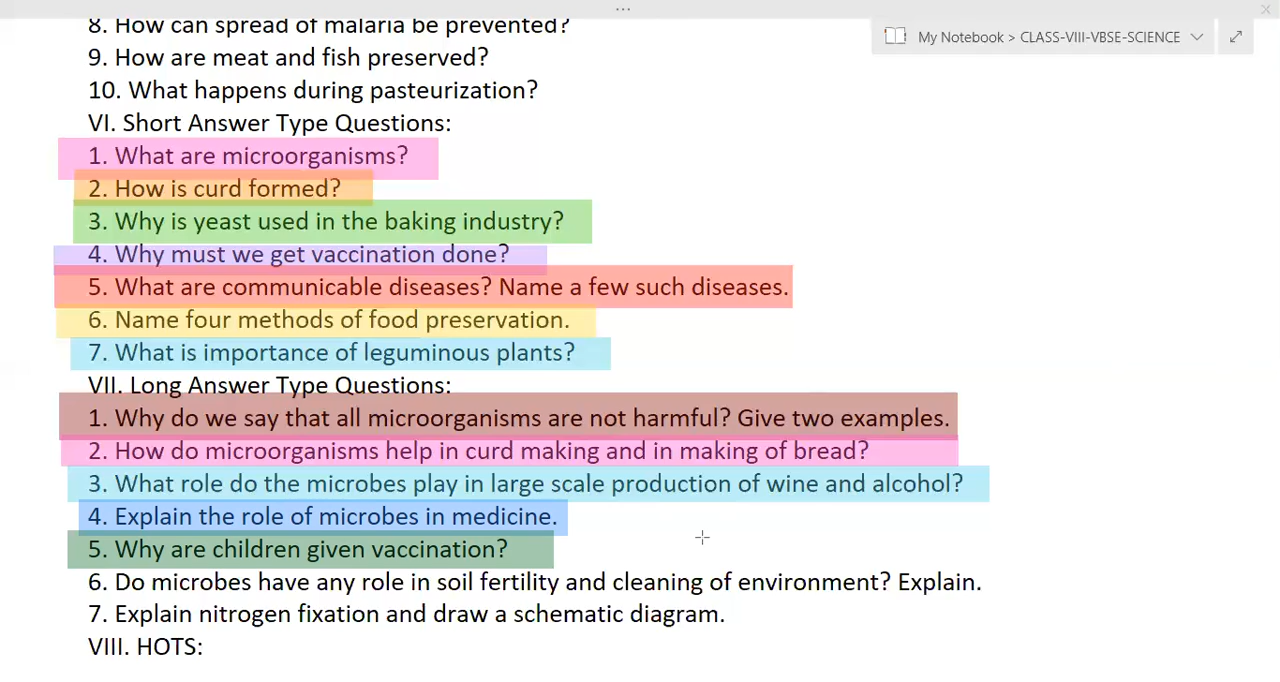 8. How can spread of malaria be prevented?
My Notebook > CLASS-VIII-VBSE-SCIENCE
9. How are meat and fish preserved?
10. What happens during pasteurization?
VI. Short Answer Type Questions:
1. What are microorganisms?
2. How is curd formed?
3. Why is yeast used in the baking industry?
4. Why must we get vaccination done?
5. What are communicable diseases? Name a few such diseases.
6. Name four methods of food preservation.
7. What is importance of leguminous plants?
VII. Long Answer Type Questions:
1. Why do we say that all microorganisms are not harmful? Give two examples.
2. How do microorganisms help in curd making and in making of bread?
3. What role do the microbes play in large scale production of wine and alcohol?
4. Explain the role of microbes in medicine.
5. Why are children given vaccination?
6. Do microbes have any role in soil fertility and cleaning of environment? Explain.
7. Explain nitrogen fixation and draw a schematic diagram.
VIII. HOTS: